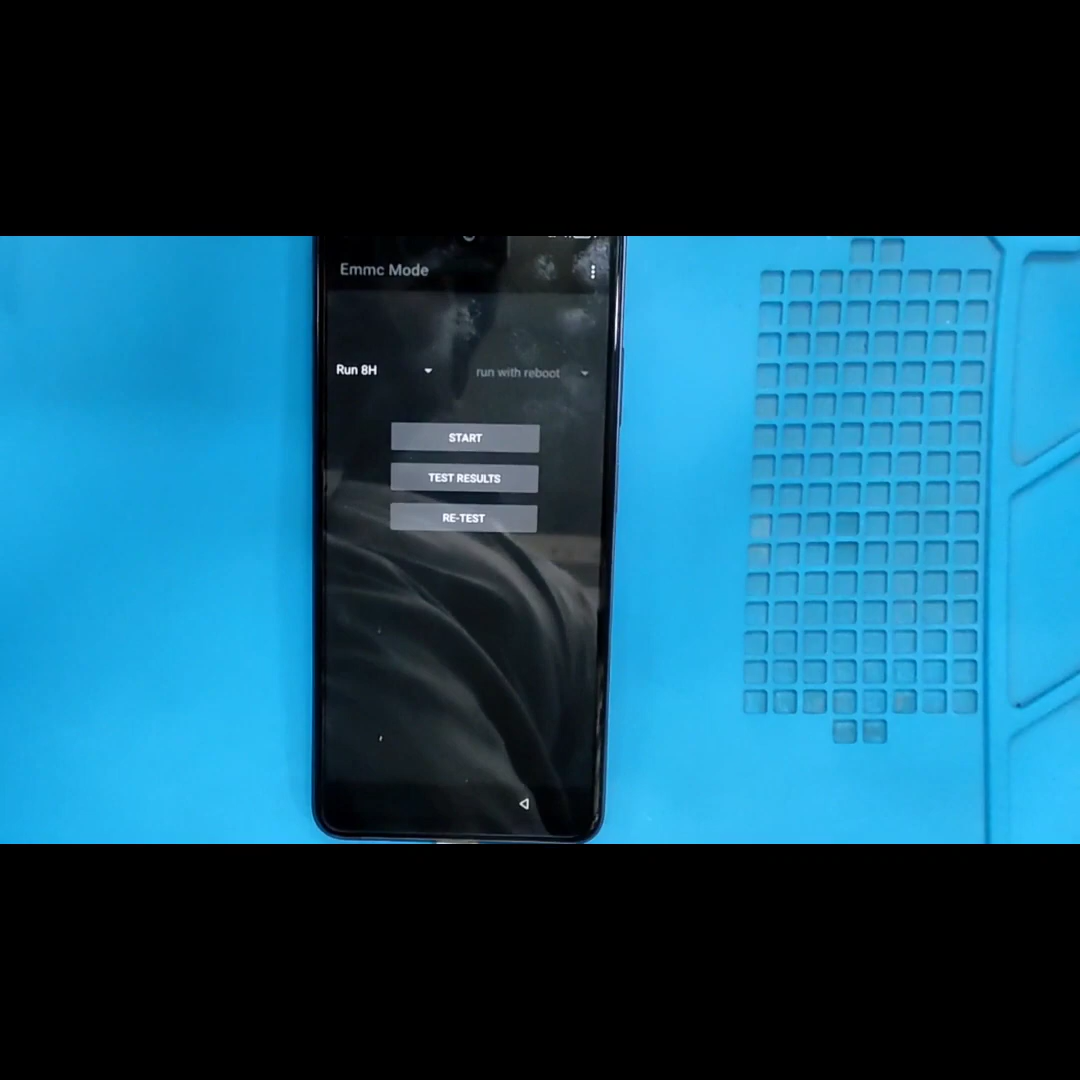 Emmc Mode
Run 8H
run with reboot
START
TEST RESULTS
RE-TEST